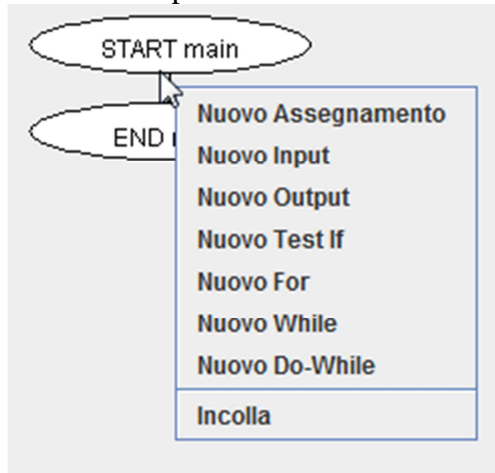 START main
END
Nuovo Assegnamento
Nuovo Input
Nuovo Output
Nuovo Test If
Nuovo For
Nuovo While
Nuovo Do-While
Incolla